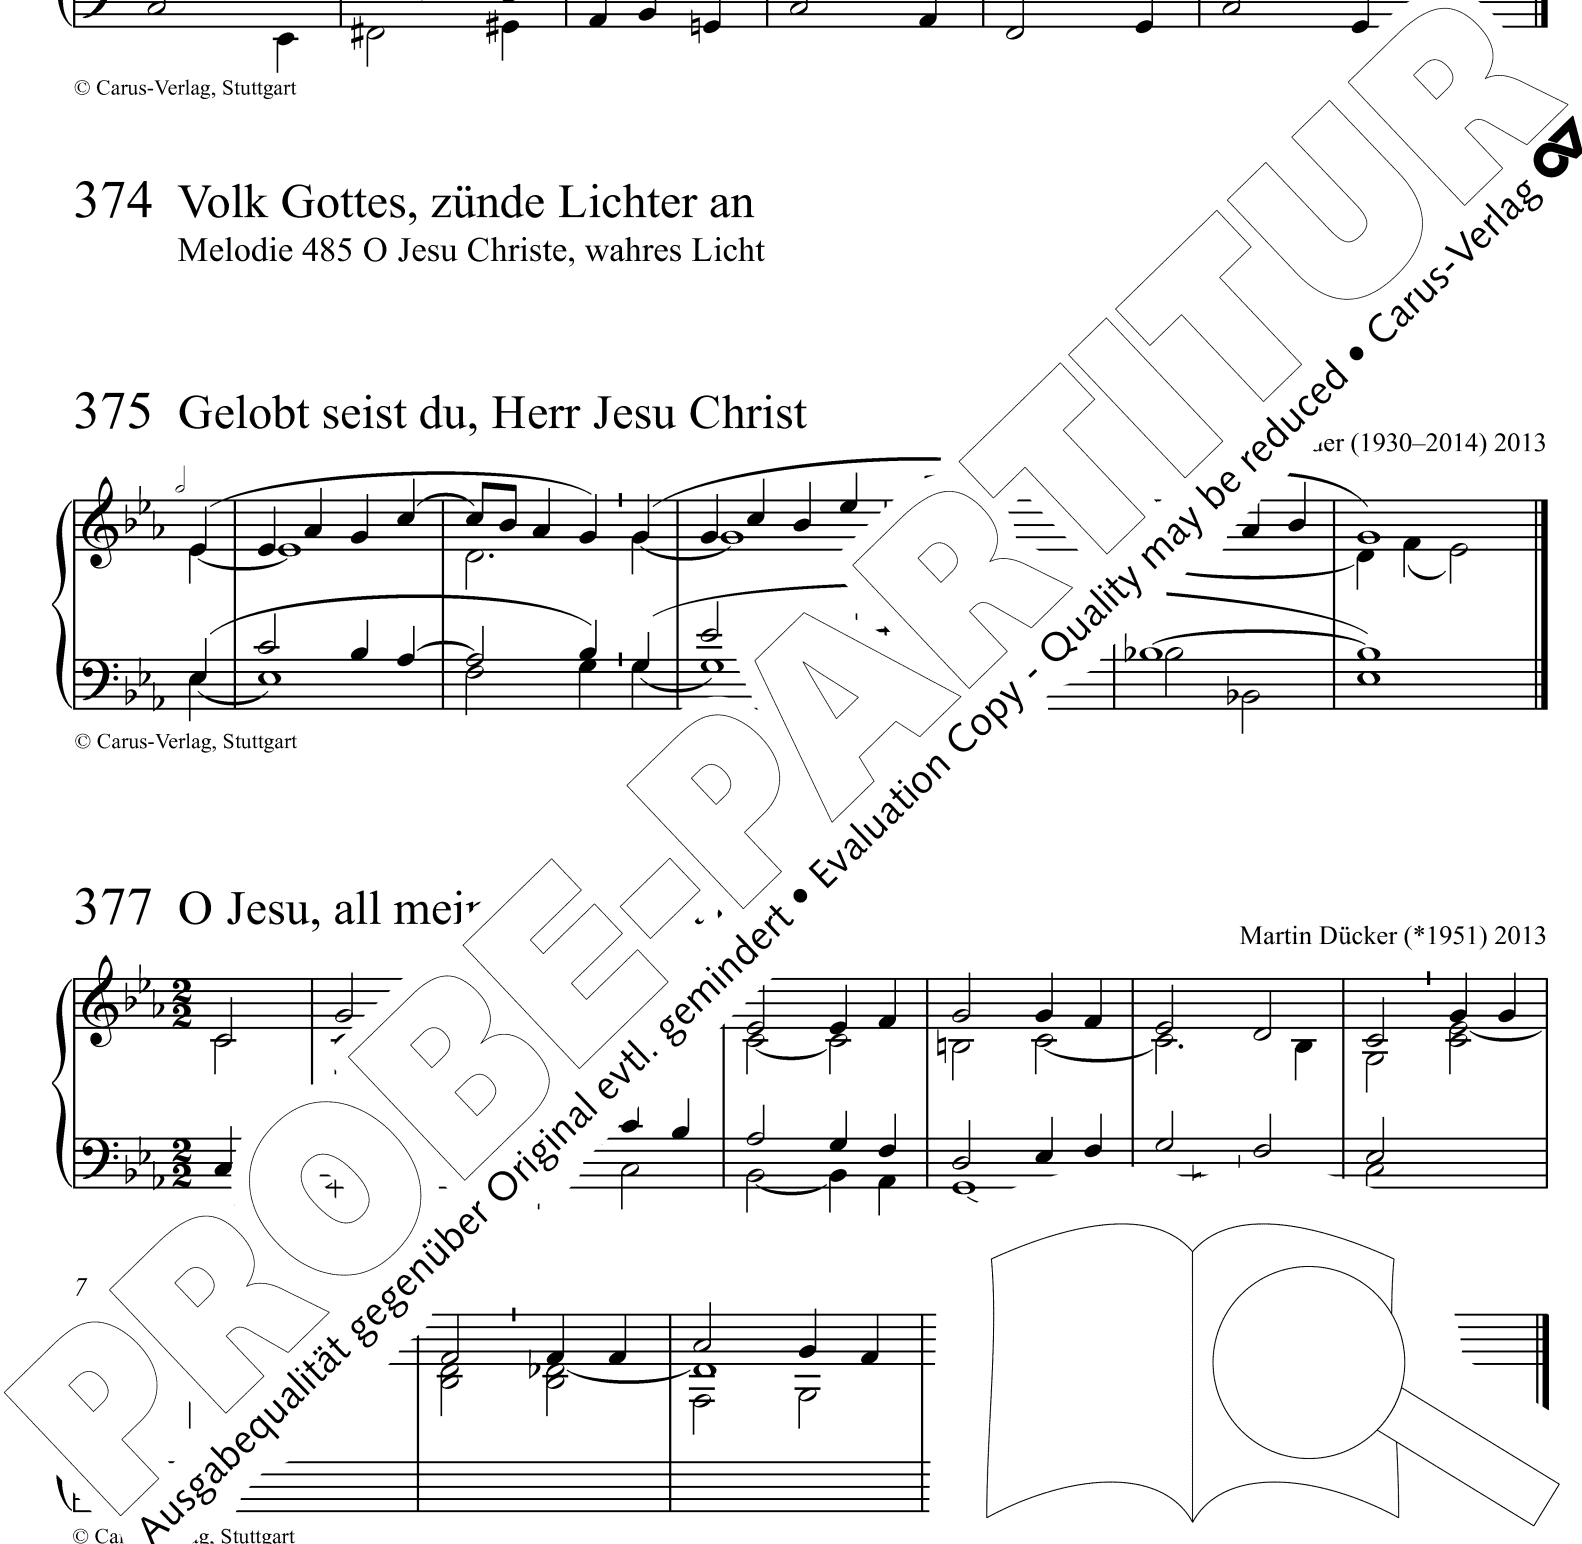 © Carus-Verlag, Stuttgart
374 Volk Gottes, zünde Lichter an
Melodie 485 O Jesu Christe, wahres Licht
375 Gelobt seist du, Herr Jesu Christ
(1930–2014) 2013
© Carus-Verlag, Stuttgart
377 O Jesu, all
Martin Dücker (*1951) 2013
7
© Stuttgart
PROBE-PARTITUR
Ausgabequalität gegenüber Original evtl. gemindert • Evaluation Copy - Quality may be reduced • Carus-Verlag